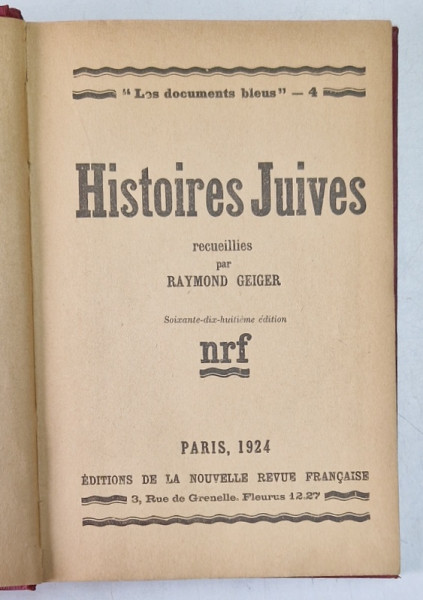 "Les documents bleus" — 4
Histoires Juives
recueillies
par
RAYMOND GEIGER
Soixante-dix-huitième édition
nrf
PARIS, 1924
ÉDITIONS DE LA NOUVELLE REVUE FRANÇAISE
3, Rue de Grenelle. Fleurus 12.27